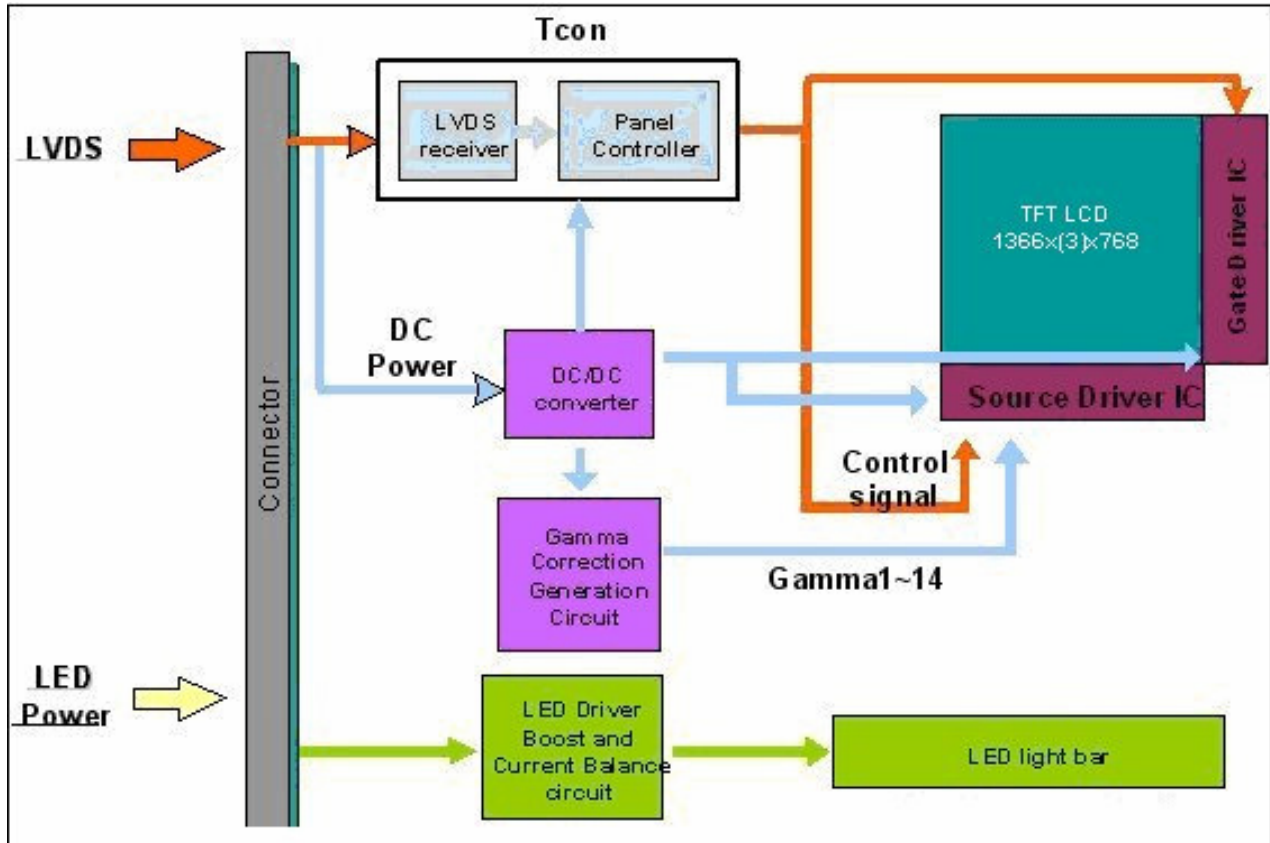 Tcon
LVDS
LVDS
receiver
Panel
Controller
TFT LCD
1366x(3)x768
Gate Driver IC
DC
Power
DC/DC
converter
Source Driver IC
Connector
Control
signal
Gamma
Correction
Generation
Circuit
Gamma1~14
LED
Power
LED Driver
Boost and
Current Balance
circuit
LED light bar